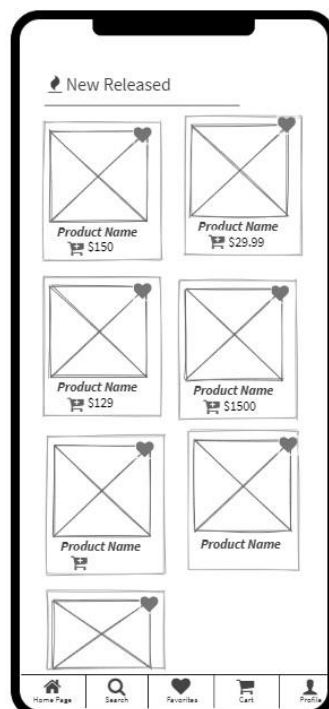 New Released
Product Name
$150
Product Name
$29.99
Product Name
$129
Product Name
$1500
Product Name
Product Name
Home Page
Search
Favorites
Cart
Profile